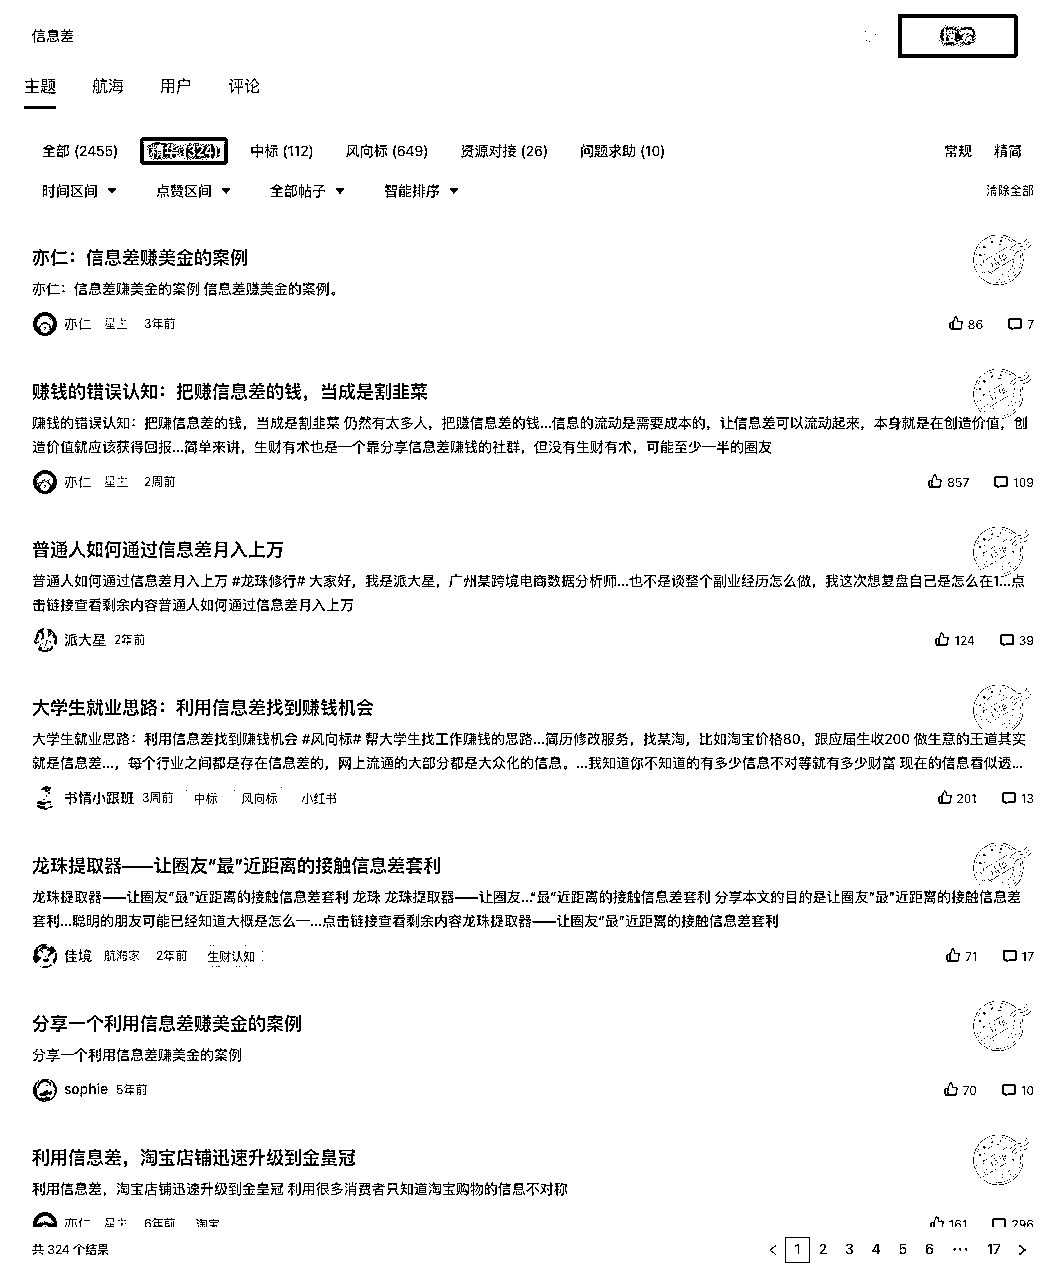 信息差
搜索
主题 航海 用户 评论
全部 (2455) 精华 (324) 中标 (112) 风向标 (649) 资源对接 (26) 问题求助 (10) 常规 精简
时间区间 点赞区间 全部帖子 智能排序 清除全部
亦仁：信息差赚美金的案例
亦仁：信息差赚美金的案例 信息差赚美金的案例。
亦仁 星主 3年前 86 7
赚钱的错误认知：把赚信息差的钱，当成是割韭菜
赚钱的错误认知：把赚信息差的钱，当成是割韭菜 仍然有太多人，把赚信息差的钱...信息的流动是需要成本的，让信息差可以流动起来，本身就是在创造价值，创
造价值就应该获得回报...简单来讲，生财有术也是一个靠分享信息差赚钱的社群，但没有生财有术，可能至少一半的圈友
亦仁 星主 2周前 857 109
普通人如何通过信息差月入上万
普通人如何通过信息差月入上万 #龙珠修行# 大家好，我是派大星，广州某跨境电商数据分析师...也不是谈整个副业经历怎么做，我这次想复盘自己是怎么在1...点
击链接查看剩余内容普通人如何通过信息差月入上万
派大星 2年前 124 39
大学生就业思路：利用信息差找到赚钱机会
大学生就业思路：利用信息差找到赚钱机会 #风向标# 帮大学生找工作赚钱的思路...简历修改服务，找某淘，比如淘宝价格80，跟应届生收200 做生意的王道其实
就是信息差...，每个行业之间都是存在信息差的，网上流通的大部分都是大众化的信息。...我知道你不知道的有多少信息不对等就有多少财富 现在的信息看似透...
书情小跟班 3周前 中标 风向标 小红书 201 13
龙珠提取器——让圈友“最”近距离的接触信息差套利
龙珠提取器——让圈友“最”近距离的接触信息差套利 龙珠 龙珠提取器——让圈友...“最“近距离的接触信息差套利 分享本文的目的是让圈友”最”近距离的接触信息差
套利...聪明的朋友可能已经知道大概是怎么一...点击链接查看剩余内容龙珠提取器——让圈友“最”近距离的接触信息差套利
佳境 航海家 2年前 生财认知 71 17
分享一个利用信息差赚美金的案例
分享一个利用信息差赚美金的案例
sophie 5年前 70 10
利用信息差，淘宝店铺迅速升级到金皇冠
利用信息差，淘宝店铺迅速升级到金皇冠 利用很多消费者只知道淘宝购物的信息不对称
亦仁 星主 6年前 淘宝 161 296
共 324 个结果 1 2 3 4 5 6 ··· 17